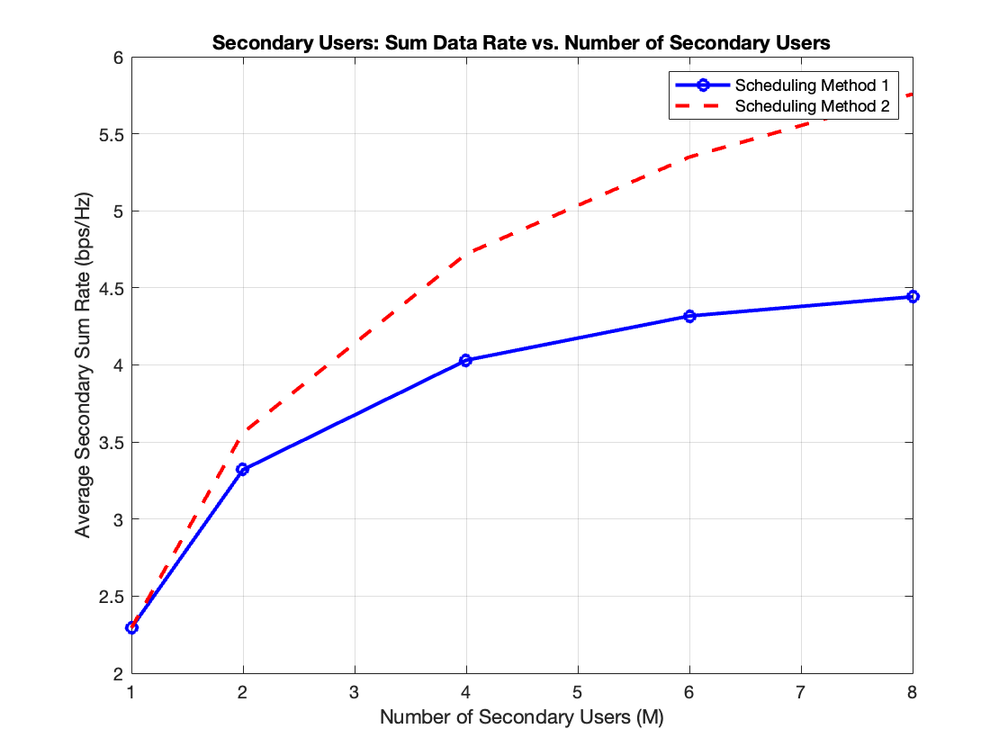 Secondary Users: Sum Data Rate vs. Number of Secondary Users
Scheduling Method 1
Scheduling Method 2
Average Secondary Sum Rate (bps/Hz)
6
5.5
5
4.5
4
3.5
3
2.5
2
1 2 3 4 5 6 7 8
Number of Secondary Users (M)